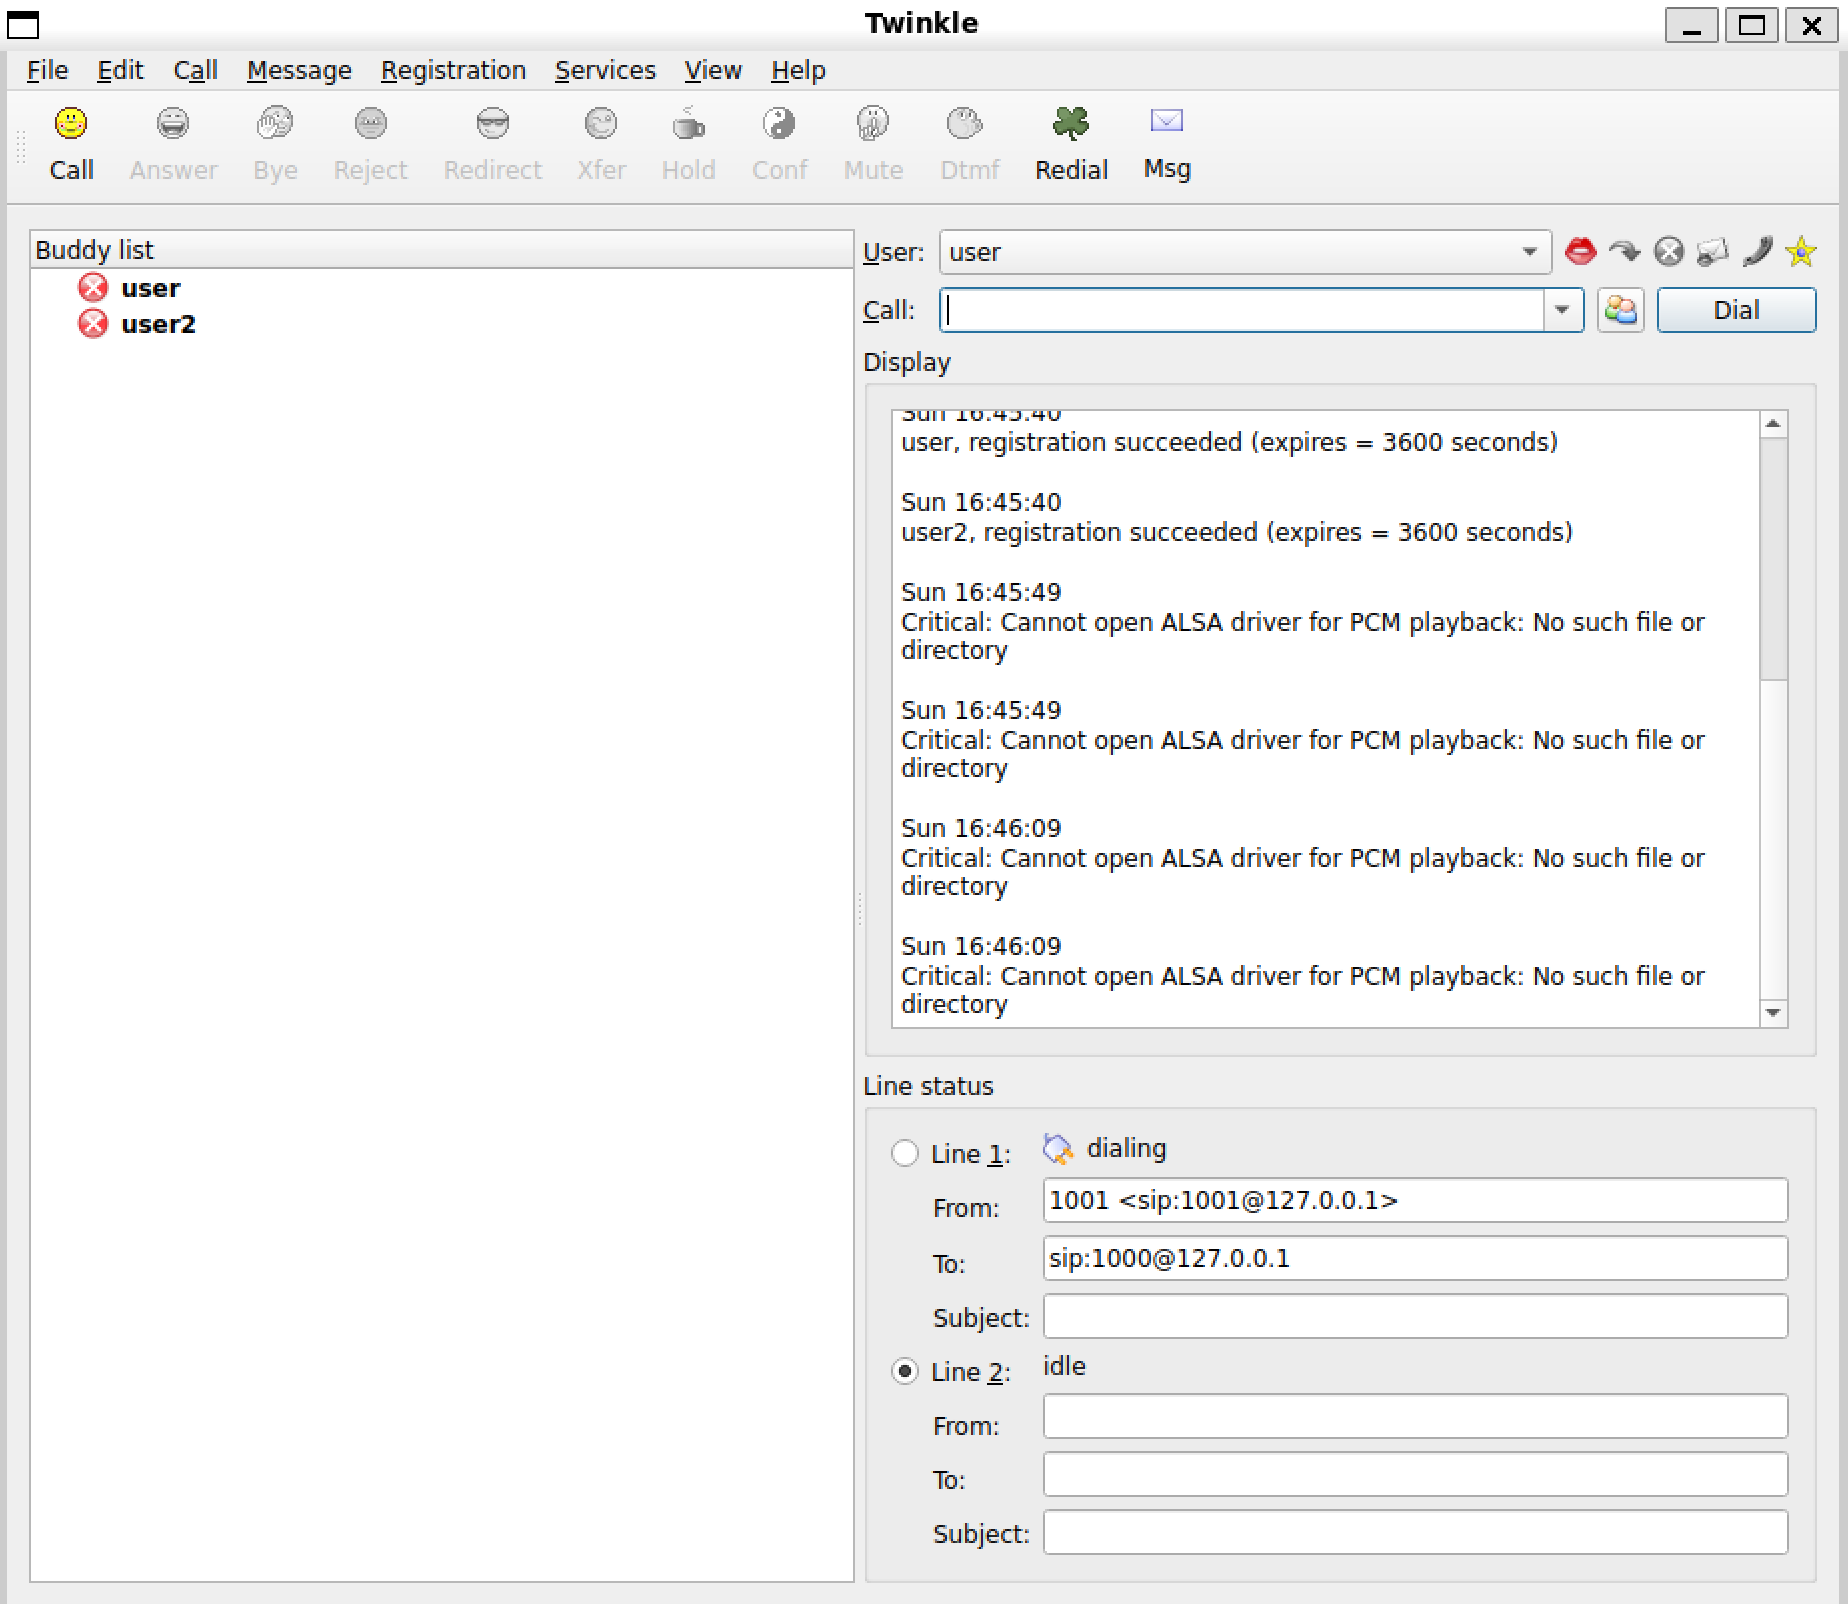 Twinkle
File Edit Call Message Registration Services View Help
Call Answer Bye Reject Redirect Xfer Hold Conf Mute Dtmf Redial Msg
Buddy list
user
user2
User: user
Call: Dial
Display
Sun 16:45:40
user, registration succeeded (expires = 3600 seconds)
Sun 16:45:40
user2, registration succeeded (expires = 3600 seconds)
Sun 16:45:49
Critical: Cannot open ALSA driver for PCM playback: No such file or
directory
Sun 16:45:49
Critical: Cannot open ALSA driver for PCM playback: No such file or
directory
Sun 16:46:09
Critical: Cannot open ALSA driver for PCM playback: No such file or
directory
Sun 16:46:09
Critical: Cannot open ALSA driver for PCM playback: No such file or
directory
Line status
Line 1: dialing
From: 1001 <sip:1001@127.0.0.1>
To: sip:1000@127.0.0.1
Subject:
Line 2: idle
From:
To:
Subject: